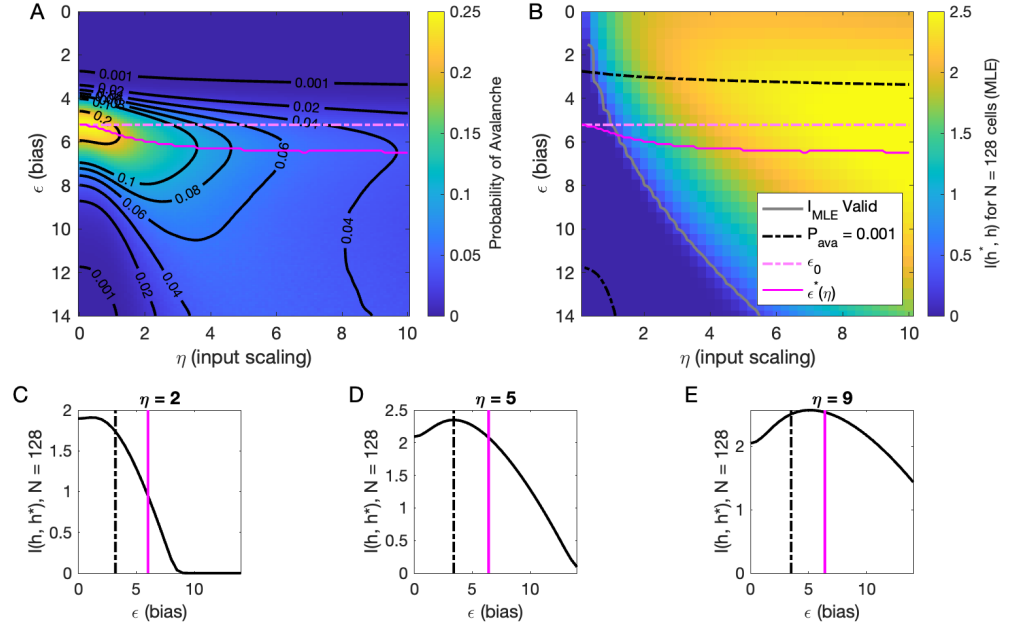 A
B
0
2
4
6
8
10
12
14
ϵ (bias)
0.001
0.001
0.02
0.02
0.04
0.1
0.2
0.06
0.1
0.08
0.06
0.04
0.04
0.02
0.001
0 2 4 6 8 10
η (input scaling)
0.25
0.2
0.15
0.1
0.05
0
Probability of Avalanche
0
2
4
6
8
10
12
14
ϵ (bias)
I_MLE Valid
P_ava = 0.001
ϵ_0
ϵ^*(η)
2 4 6 8 10
η (input scaling)
2.5
2
1.5
1
0.5
0
I(h^*, h) for N = 128 cells (MLE)
C
η = 2
2
1.5
1
0.5
0
I(h, h*), N = 128
0 5 10
ϵ (bias)
D
η = 5
2.5
2
1.5
1
0.5
0
I(h, h*), N = 128
0 5 10
ϵ (bias)
E
η = 9
2
1
0
I(h, h*), N = 128
0 5 10
ϵ (bias)